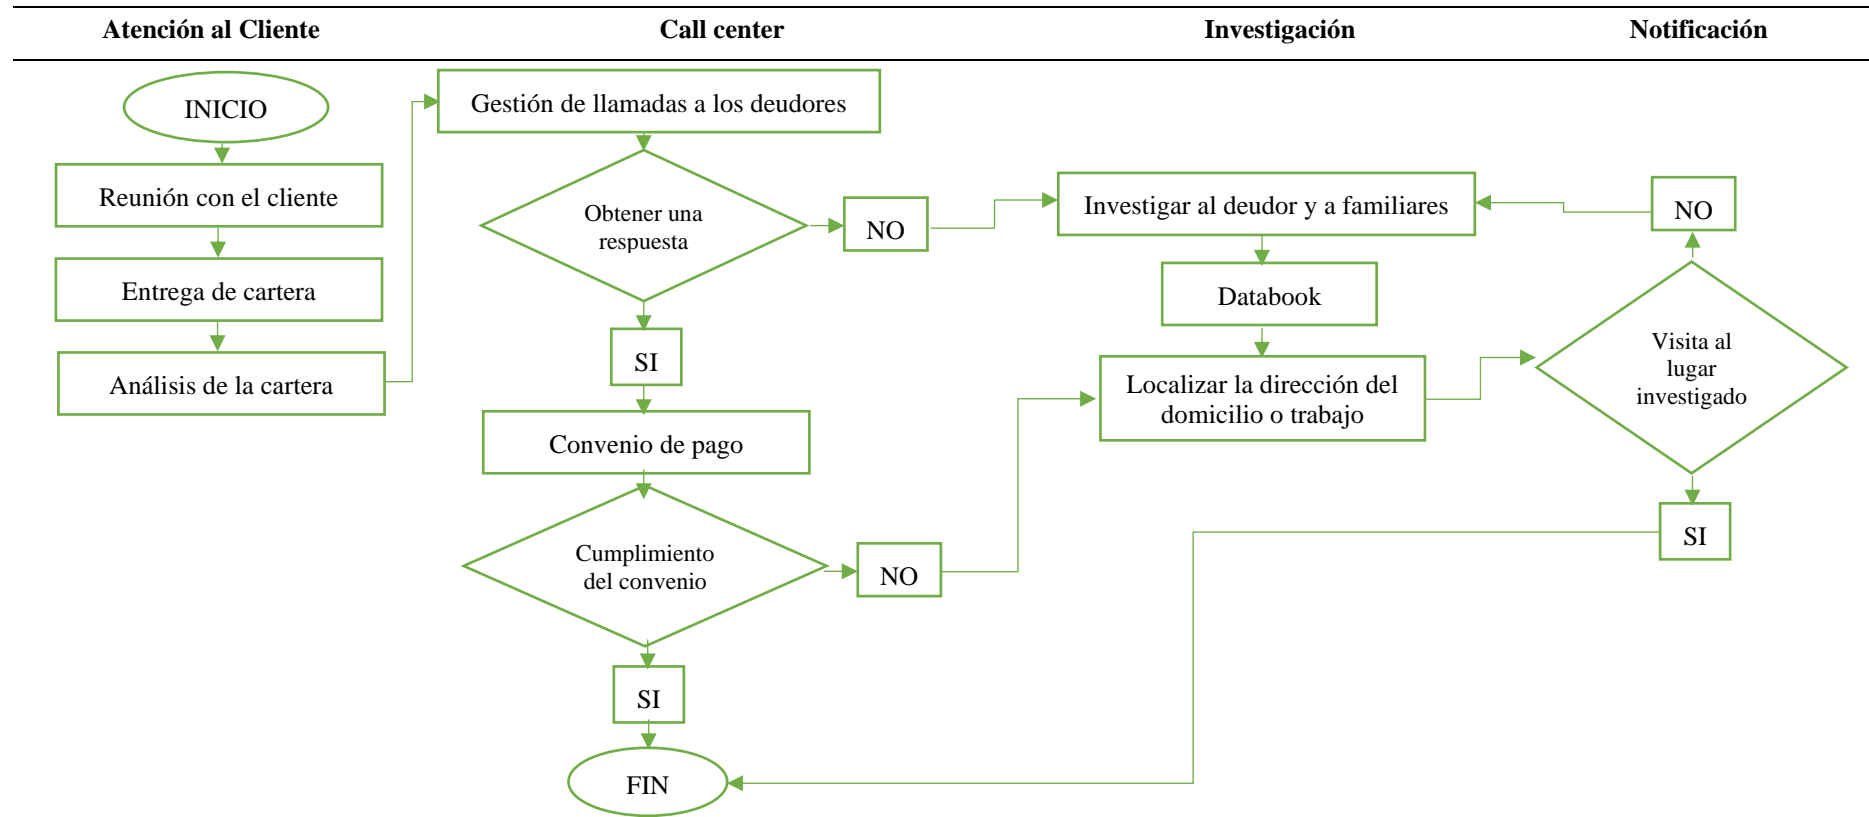 Atención al Cliente
Call center
Investigación
Notificación
INICIO
Reunión con el cliente
Entrega de cartera
Análisis de la cartera
Gestión de llamadas a los deudores
Obtener una
respuesta
NO
SI
Convenio de pago
Cumplimiento
del convenio
NO
SI
FIN
Investigar al deudor y a familiares
Databook
Localizar la dirección del
domicilio o trabajo
NO
Visita al
lugar
investigado
SI